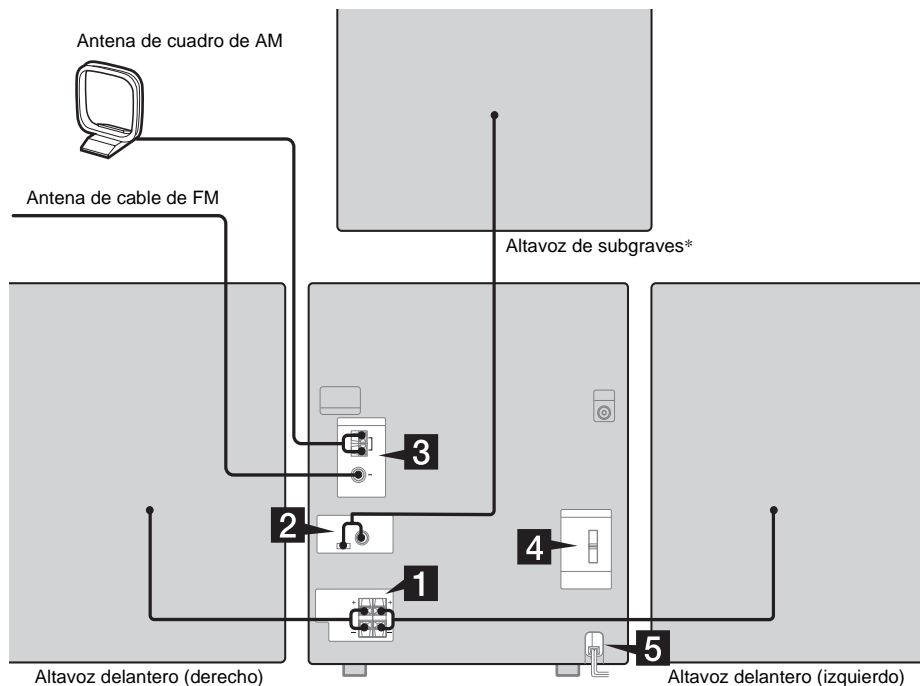 Antena de cuadro de AM
Antena de cable de FM
Altavoz de subgraves*
3
2
4
1
+ +
– –
5
Altavoz delantero (derecho)
Altavoz delantero (izquierdo)